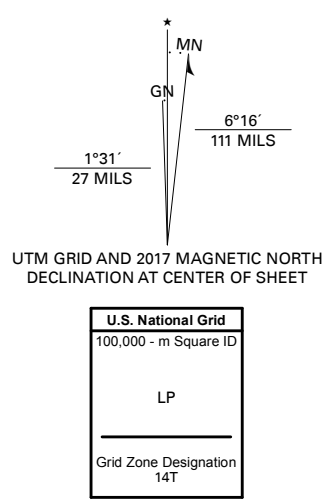 ★
MN
GN
6°16´
111 MILS
1°31´
27 MILS
UTM GRID AND 2017 MAGNETIC NORTH
DECLINATION AT CENTER OF SHEET
U.S. National Grid
100,000 - m Square ID
LP
Grid Zone Designation
14T